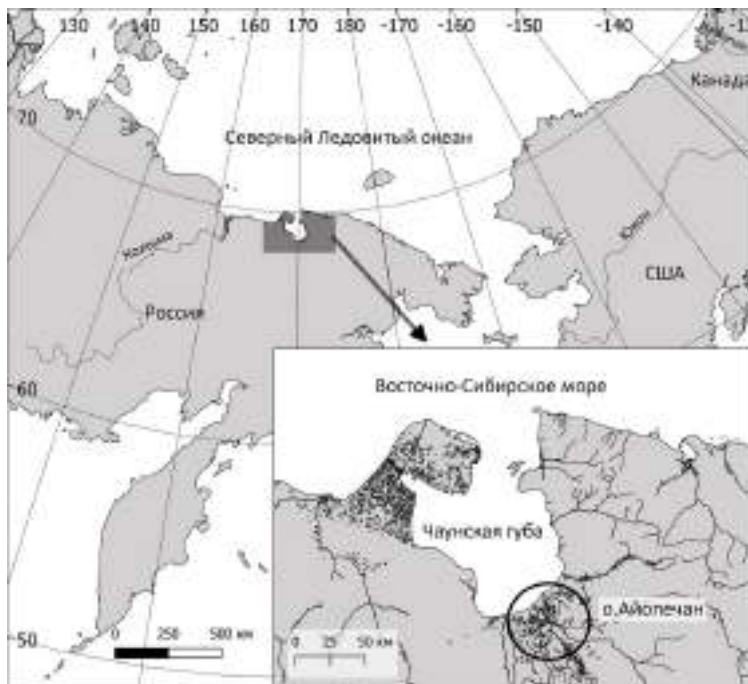 130 140 150 160 170 180 -170 -160 -150 -140
Канада
70
Северный Ледовитый океан
Колыма
Юкон
США
Россия
60
Восточно-Сибирское море
Чаунская губа
о.Айопечан
50
0 250 500 км
0 25 50 км